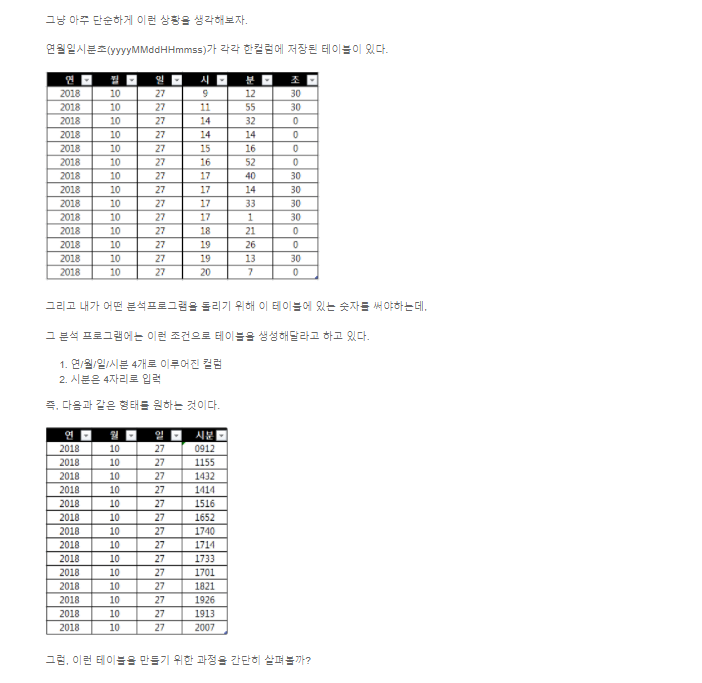 그냥 아주 단순하게 이런 상황을 생각해보자.
연월일시분초(yyyyMMddHHmmss)가 각각 한컬럼에 저장된 테이블이 있다.
연 월 일 시 분 초
2018 10 27 9 12 30
2018 10 27 11 55 30
2018 10 27 14 32 0
2018 10 27 14 14 0
2018 10 27 15 16 0
2018 10 27 16 52 0
2018 10 27 17 40 30
2018 10 27 17 14 30
2018 10 27 17 33 30
2018 10 27 17 1 30
2018 10 27 18 21 0
2018 10 27 19 26 0
2018 10 27 19 13 30
2018 10 27 20 7 0
그리고 내가 어떤 분석프로그램을 돌리기 위해 이 테이블에 있는 숫자를 써야하는데,
그 분석 프로그램에는 이런 조건으로 테이블을 생성해달라고 하고 있다.
1. 연/월/일/시분 4개로 이루어진 컬럼
2. 시분은 4자리로 입력
즉, 다음과 같은 형태를 원하는 것이다.
연 월 일 시분
2018 10 27 0912
2018 10 27 1155
2018 10 27 1432
2018 10 27 1414
2018 10 27 1516
2018 10 27 1652
2018 10 27 1740
2018 10 27 1714
2018 10 27 1733
2018 10 27 1701
2018 10 27 1821
2018 10 27 1926
2018 10 27 1913
2018 10 27 2007
그럼, 이런 테이블을 만들기 위한 과정을 간단히 살펴볼까?